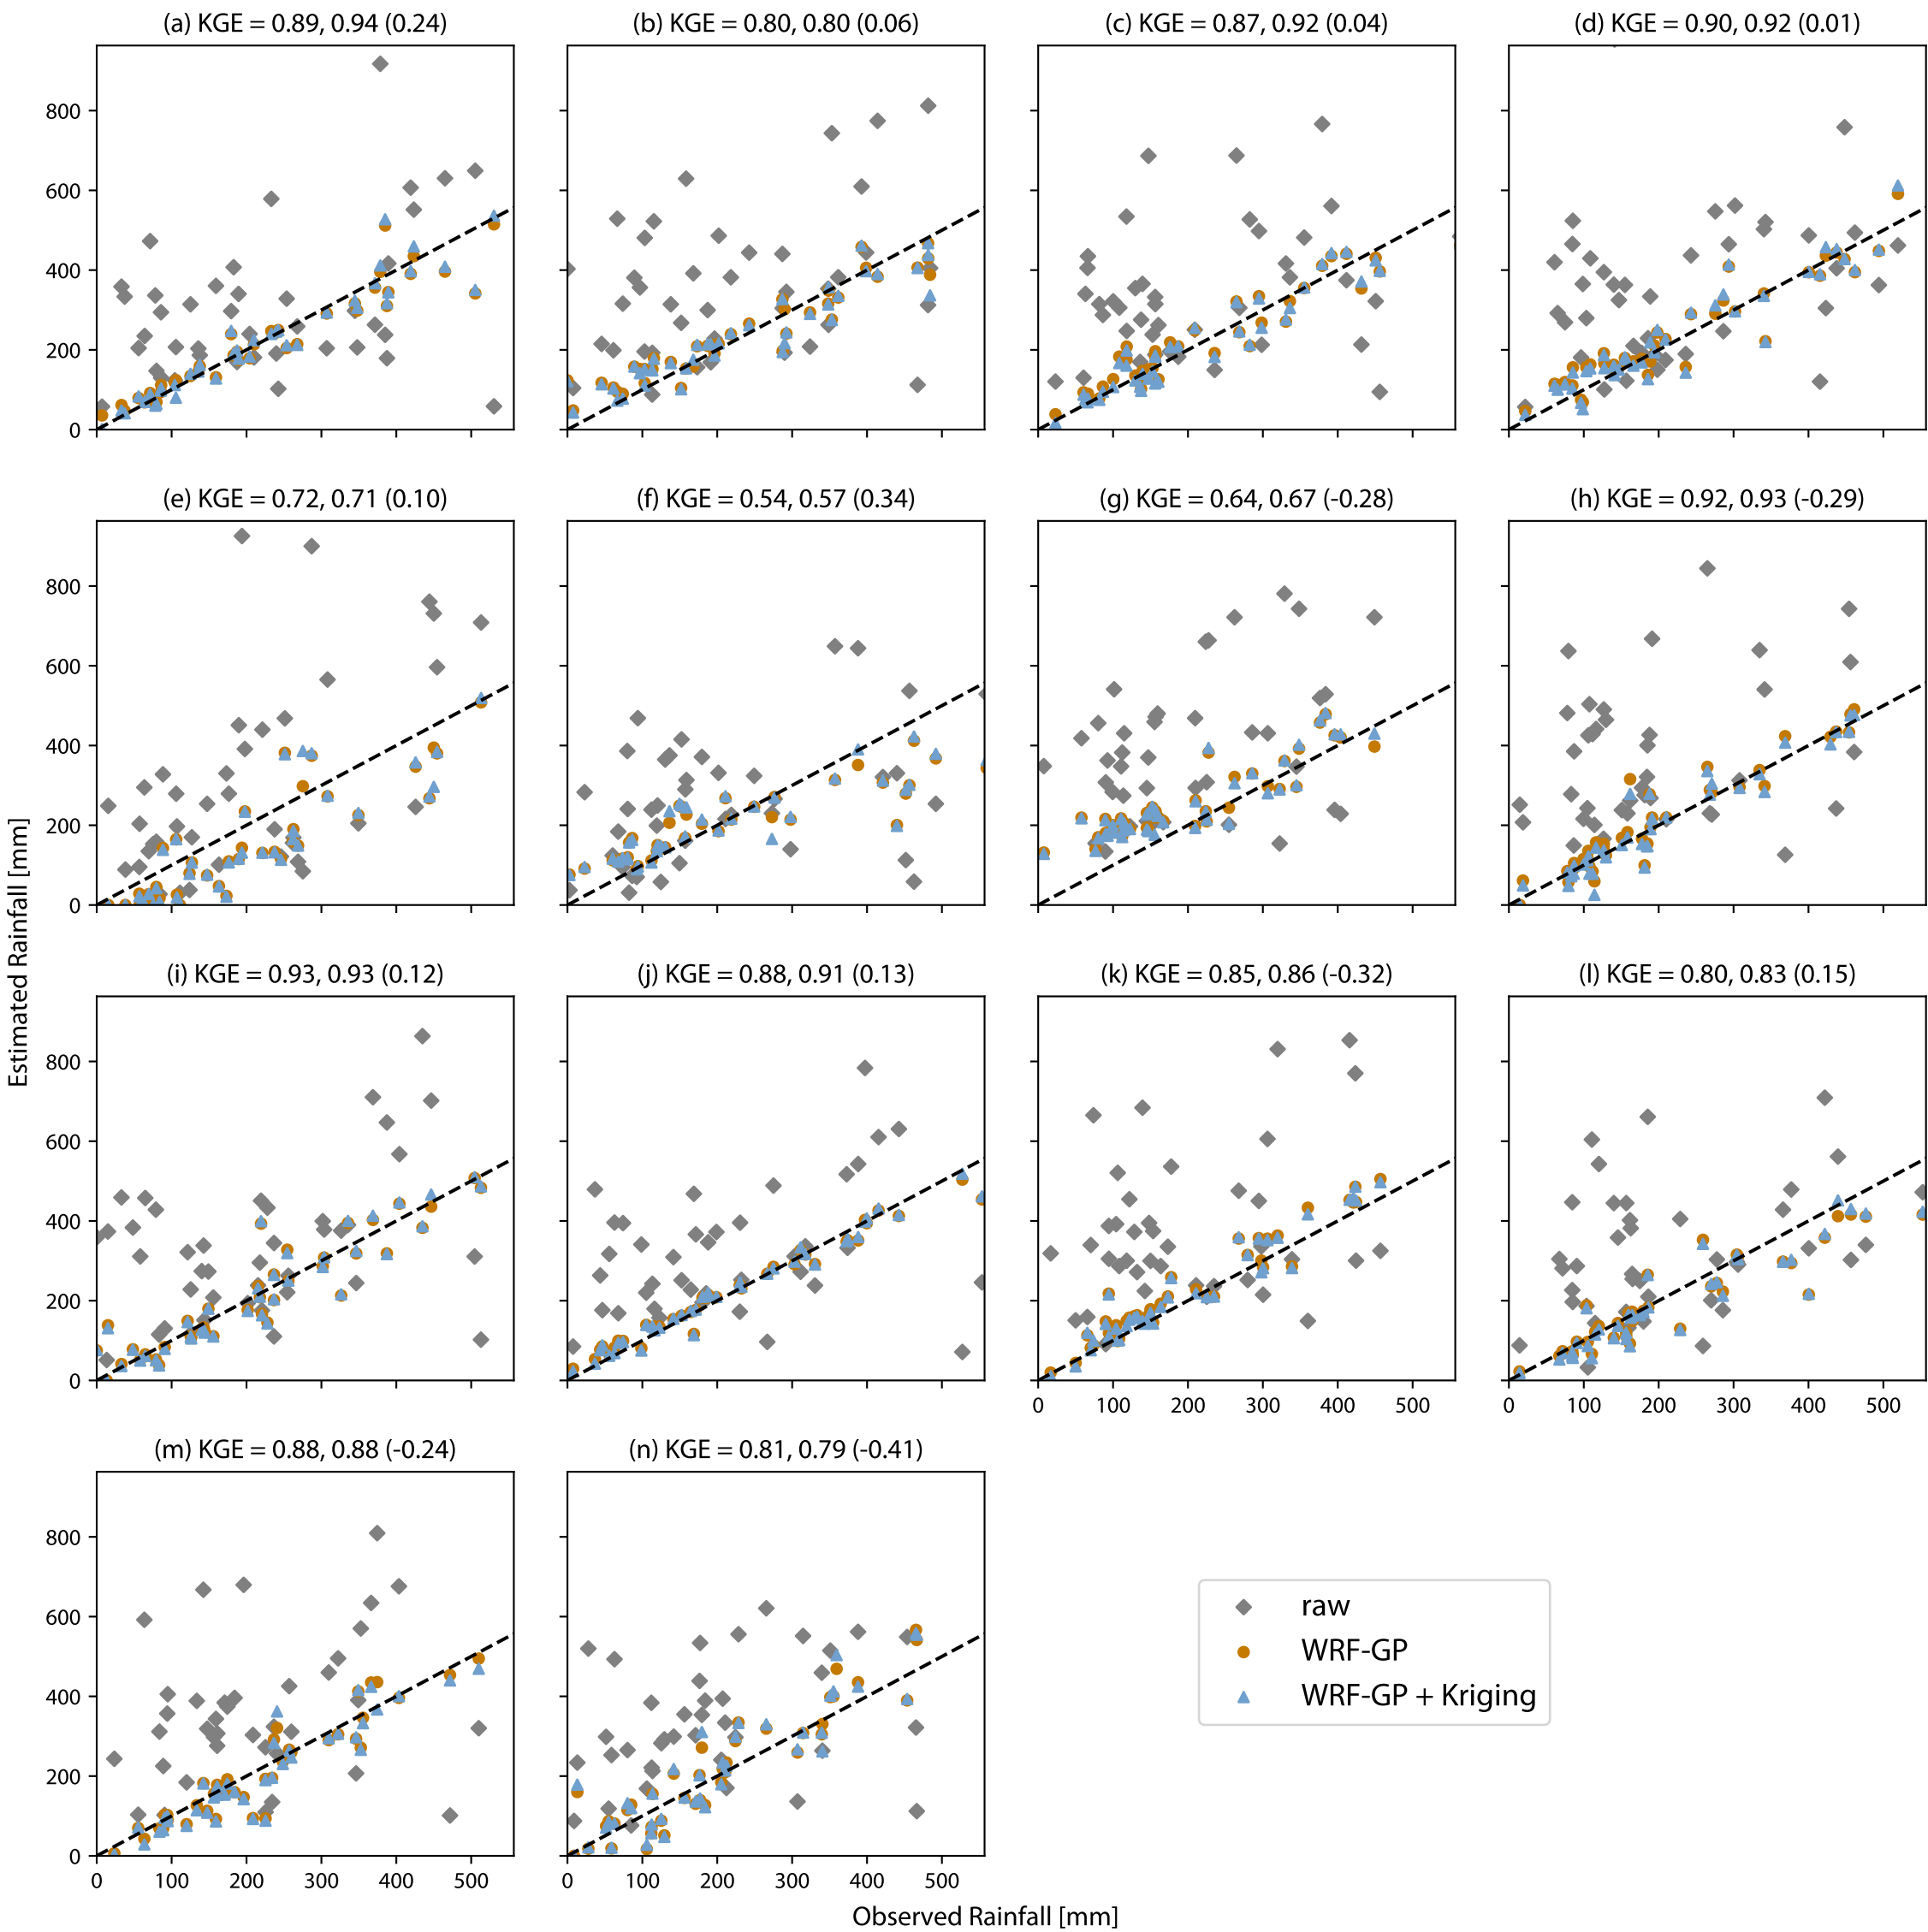 (a) KGE = 0.89, 0.94 (0.24)
(b) KGE = 0.80, 0.80 (0.06)
(c) KGE = 0.87, 0.92 (0.04)
(d) KGE = 0.90, 0.92 (0.01)
800
600
400
200
0
0 100 200 300 400 500
0 100 200 300 400 500
(e) KGE = 0.72, 0.71 (0.10)
(f) KGE = 0.54, 0.57 (0.34)
(g) KGE = 0.64, 0.67 (-0.28)
(h) KGE = 0.92, 0.93 (-0.29)
800
600
400
200
0
Estimated Rainfall [mm]
(i) KGE = 0.93, 0.93 (0.12)
(j) KGE = 0.88, 0.91 (0.13)
(k) KGE = 0.85, 0.86 (-0.32)
(l) KGE = 0.80, 0.83 (0.15)
800
600
400
200
0
0 100 200 300 400 500
0 100 200 300 400 500
(m) KGE = 0.88, 0.88 (-0.24)
(n) KGE = 0.81, 0.79 (-0.41)
800
600
400
200
0
raw
WRF-GP
WRF-GP + Kriging
Observed Rainfall [mm]